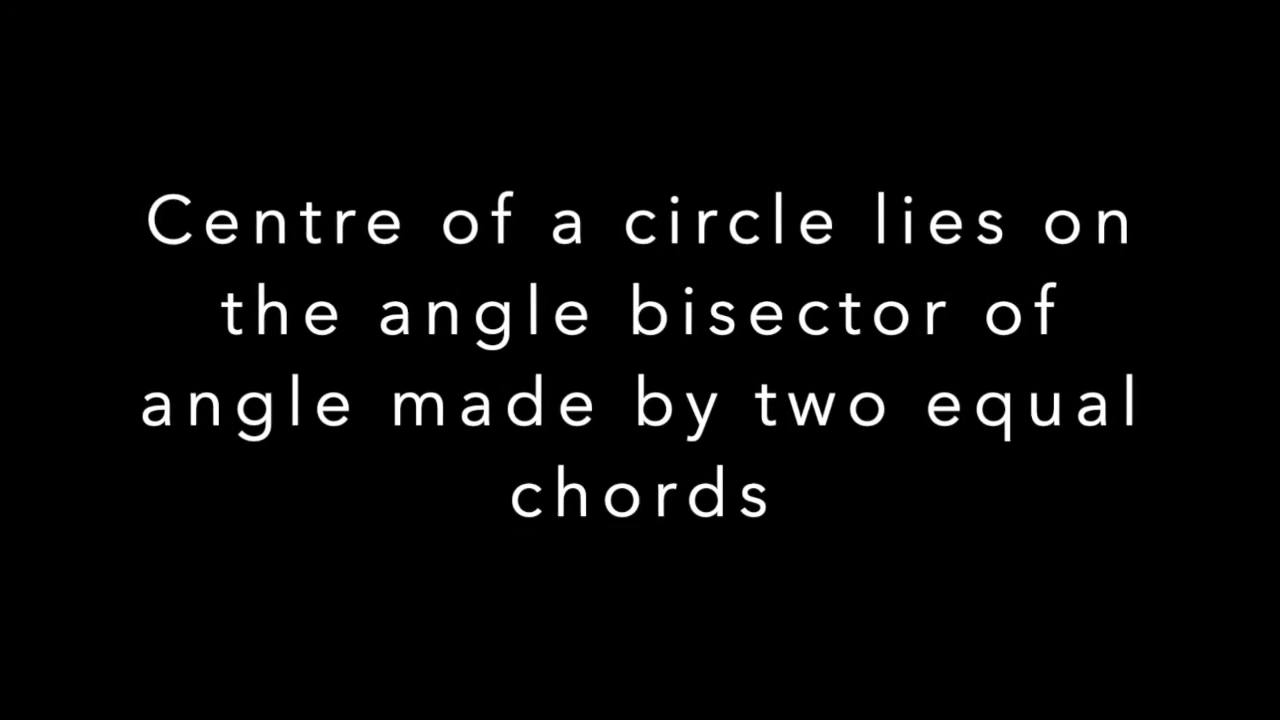 Centre of a circle lies on
the angle bisector of
angle made by two equal
chords